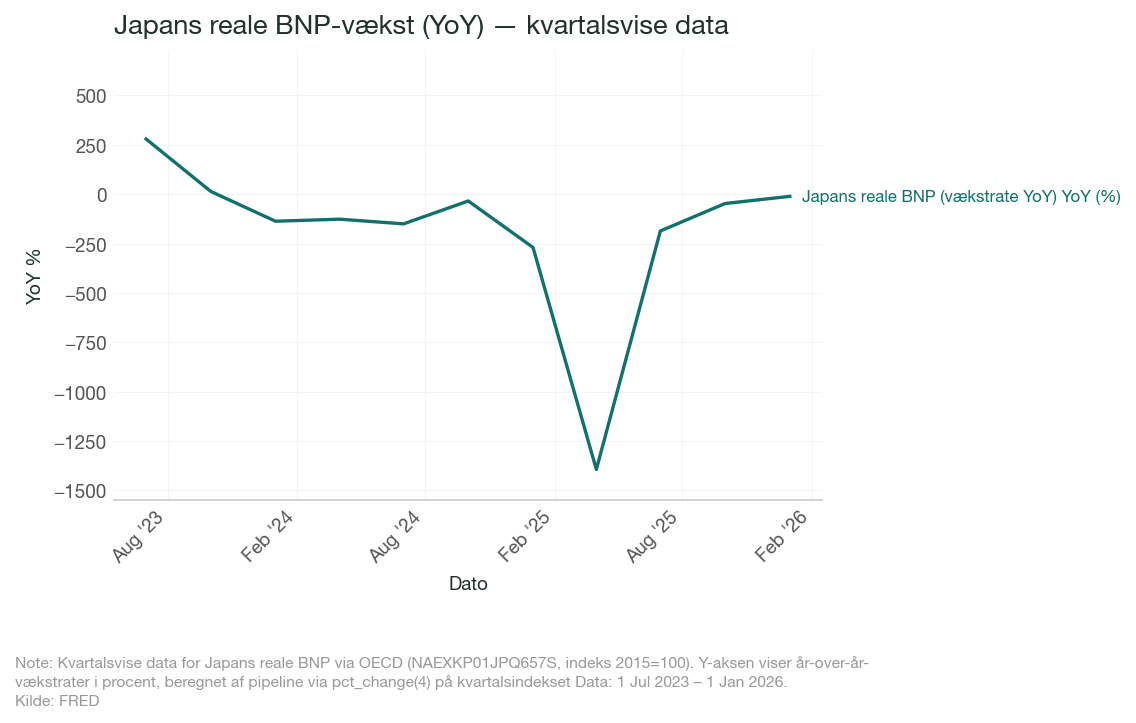 Japans reale BNP-vækst (YoY) — kvartalsvise data
500
250
0
−250
−500
−750
−1000
−1250
−1500
YoY %
Japans reale BNP (vækstrate YoY) YoY (%)
Aug '23
Feb '24
Aug '24
Feb '25
Aug '25
Feb '26
Dato
Note: Kvartalsvise data for Japans reale BNP via OECD (NAEXKP01JPQ657S, indeks 2015=100). Y-aksen viser år-over-år-
vækstrater i procent, beregnet af pipeline via pct_change(4) på kvartalsindekset Data: 1 Jul 2023 – 1 Jan 2026.
Kilde: FRED